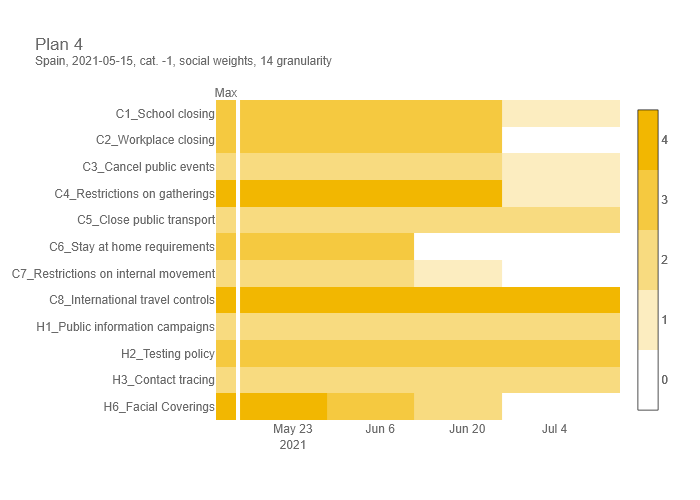 Plan 4
Spain, 2021-05-15, cat. -1, social weights, 14 granularity
Max
C1_School closing
C2_Workplace closing
C3_Cancel public events
C4_Restrictions on gatherings
C5_Close public transport
C6_Stay at home requirements
C7_Restrictions on internal movement
C8_International travel controls
H1_Public information campaigns
H2_Testing policy
H3_Contact tracing
H6_Facial Coverings
May 23 Jun 6 Jun 20 Jul 4
2021
4
3
2
1
0